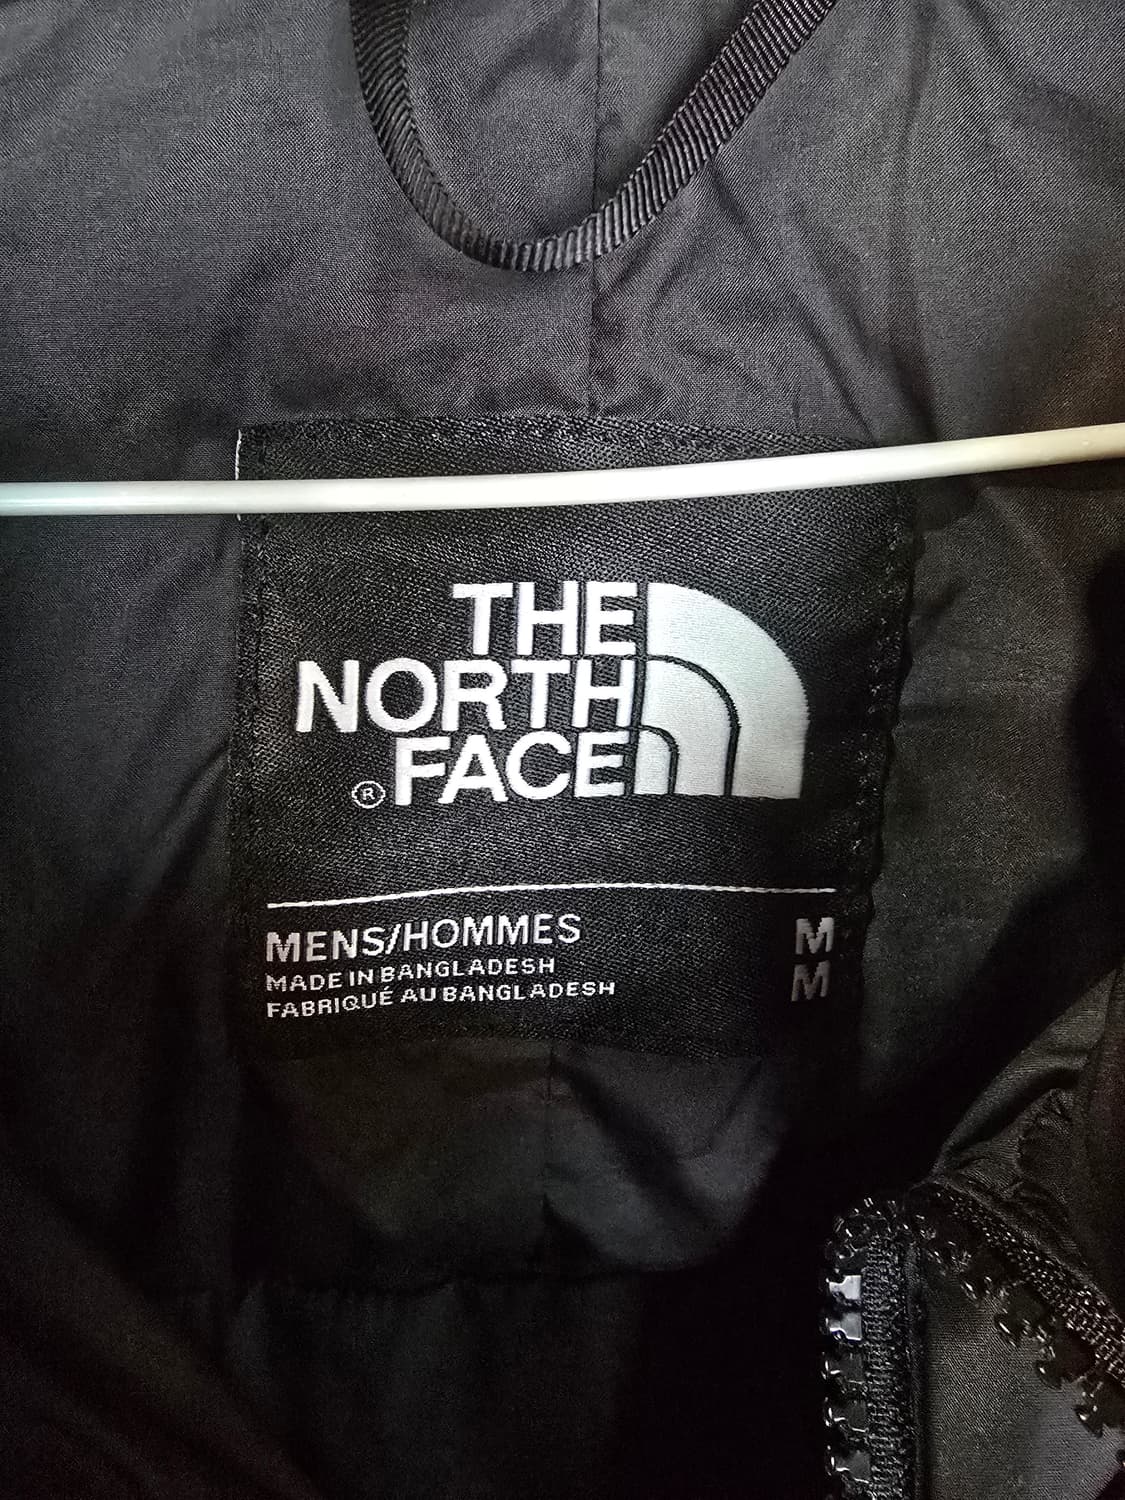 THE
NORTH
FACE
®
MENS/HOMMES M
MADE IN BANGLADESH M
FABRIQUÉ AU BANGLADESH